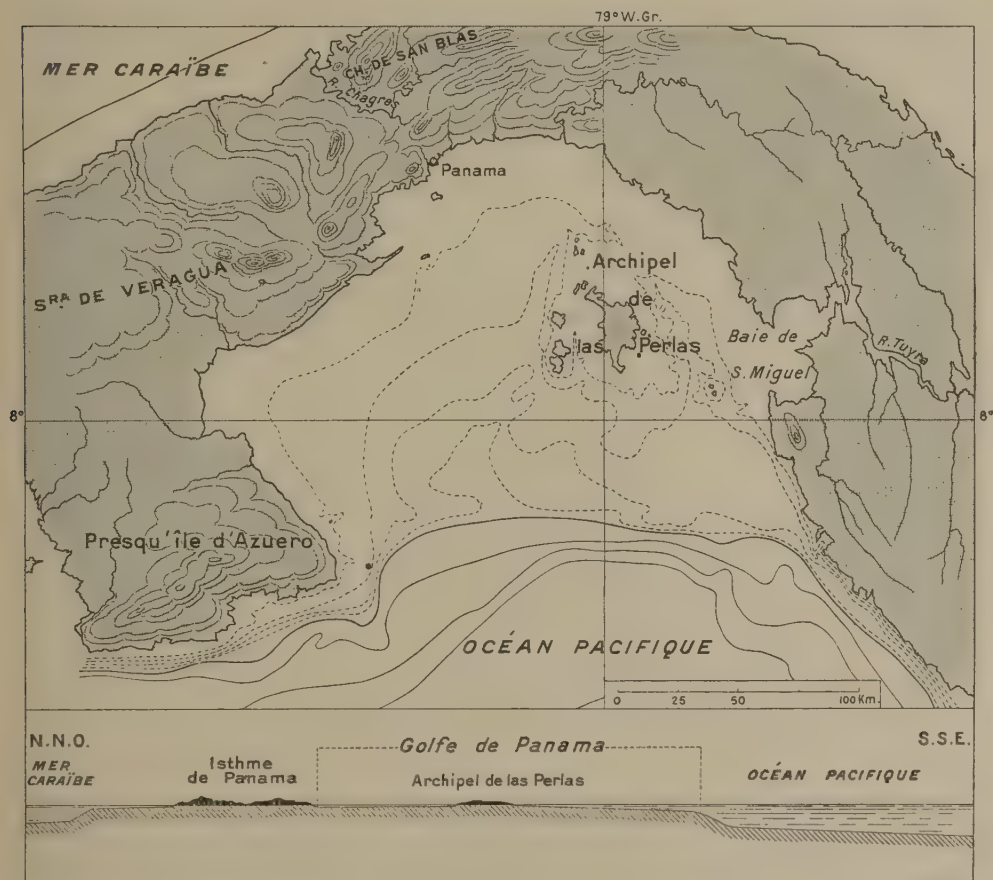 79° W. Gr.
MER CARAÏBE
CH. DE SAN BLAS
R. Chagres
Panama
SRA. DE VERAGUA
Archipel
de
las Perlas
Baie de
S. Miguel
R. Tuyra
8°
8°
Presqu'île d'Azuero
OCÉAN PACIFIQUE
0 25 50 100 Km.
N.N.O.
S.S.E.
MER
CARAÏBE
Isthme
de Panama
Golfe de Panama
Archipel de las Perlas
OCÉAN PACIFIQUE